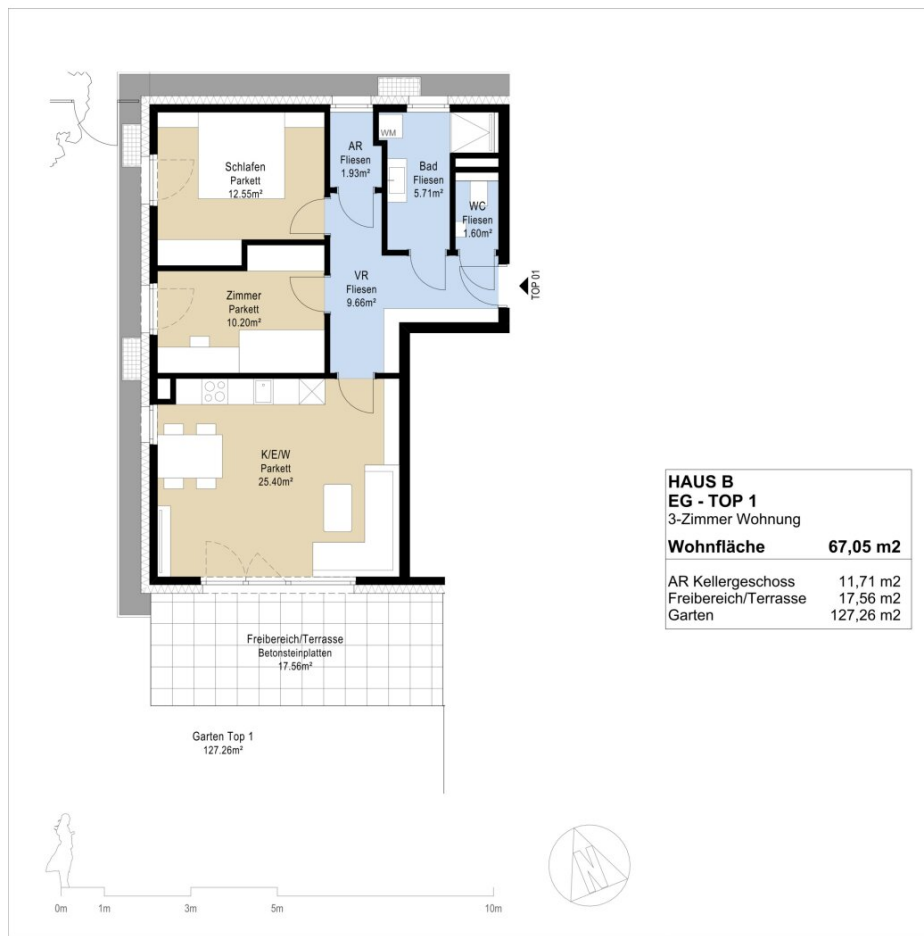 AR
Fliesen
1.93m²
WM
Bad
Fliesen
5.71m²
Schlafen
Parkett
12.55m²
WC
Fliesen
1.60m²
VR
Fliesen
9.66m²
TOP 01
Zimmer
Parkett
10.20m²
K/E/W
Parkett
25.40m²
HAUS B
EG - TOP 1
3-Zimmer Wohnung
Wohnfläche 67,05 m2
AR Kellergeschoss 11,71 m2
Freibereich/Terrasse 17,56 m2
Garten 127,26 m2
Freibereich/Terrasse
Betonsteinplatten
17.56m²
Garten Top 1
127.26m²
N
0m 1m 3m 5m 10m